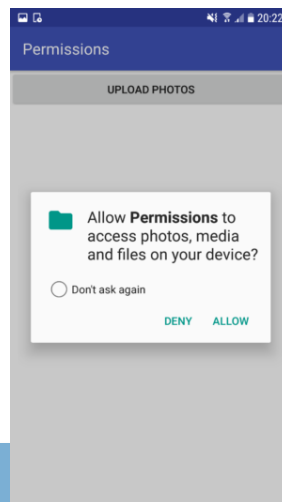 20:22
Permissions
UPLOAD PHOTOS
Allow Permissions to
access photos, media
and files on your device?
Don't ask again
DENY ALLOW